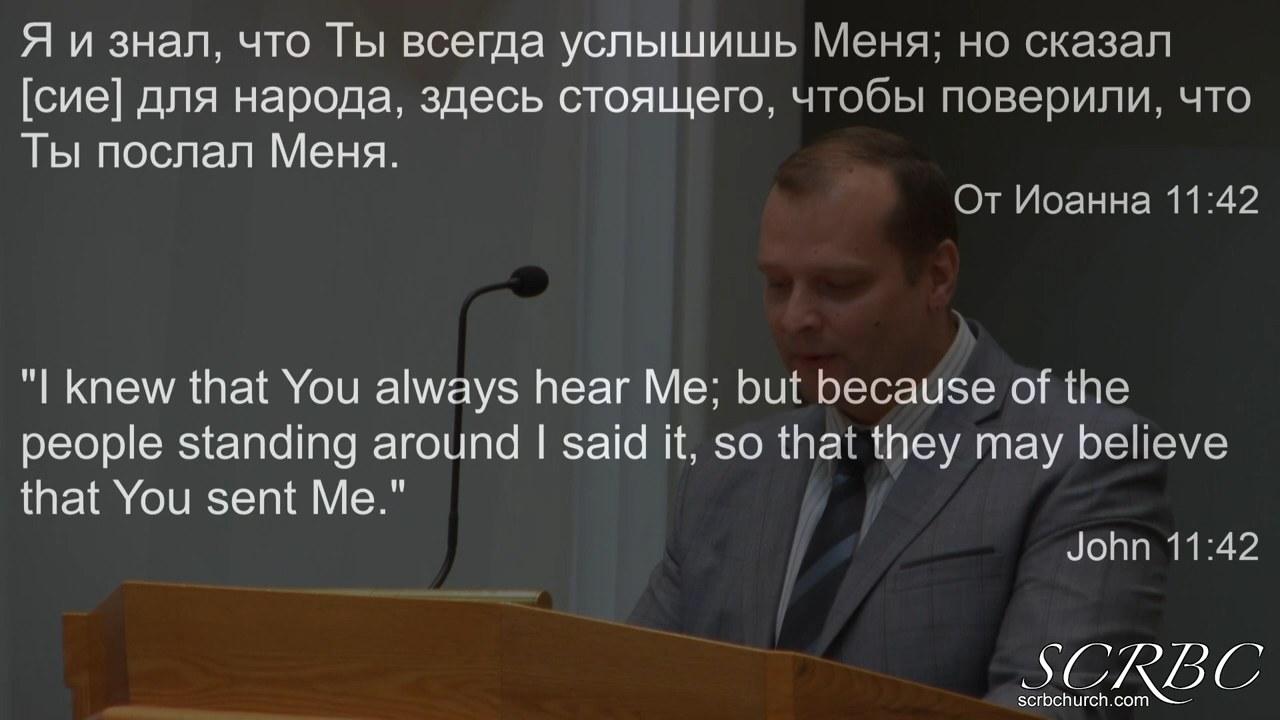 Я и знал, что Ты всегда услышишь Меня; но сказал
[сие] для народа, здесь стоящего, чтобы поверили, что
Ты послал Меня.
От Иоанна 11:42
"I knew that You always hear Me; but because of the
people standing around I said it, so that they may believe
that You sent Me."
John 11:42
SCRBC
scrbchurch.com